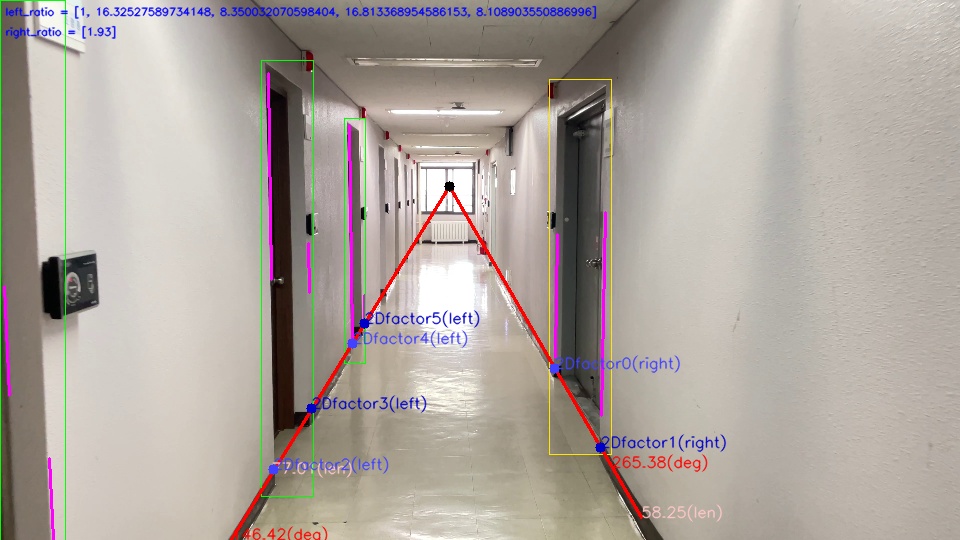 left_ratio = [1, 16.32527589734148, 8.350032070598404, 16.813368954586153, 8.108903550886996]
right_ratio = [1.93]
2Dfactor5(left)
2Dfactor4(left)
2Dfactor0(right)
2Dfactor3(left)
2Dfactor1(right)
265.38(deg)
2Dfactor2(left)
58.25(len)
46.42(deg)